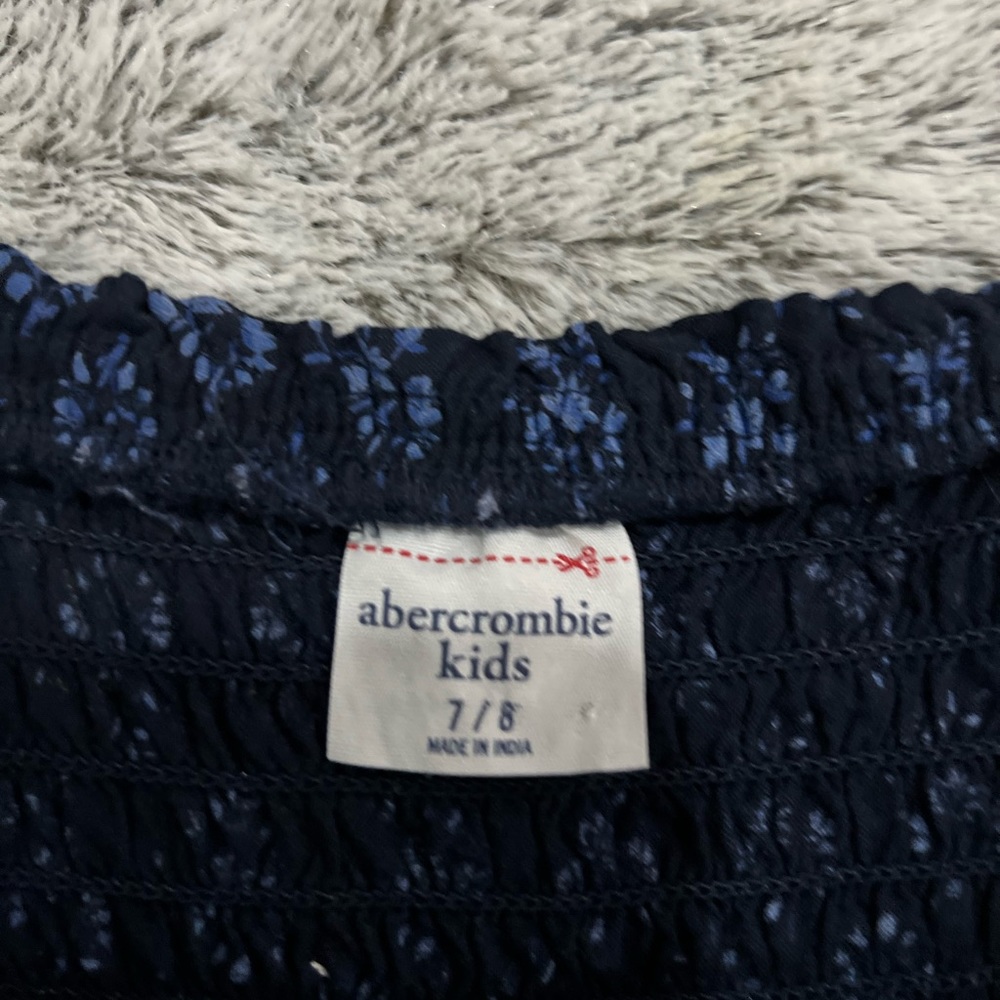 abercrombie
kids
7 / 8
MADE IN INDIA